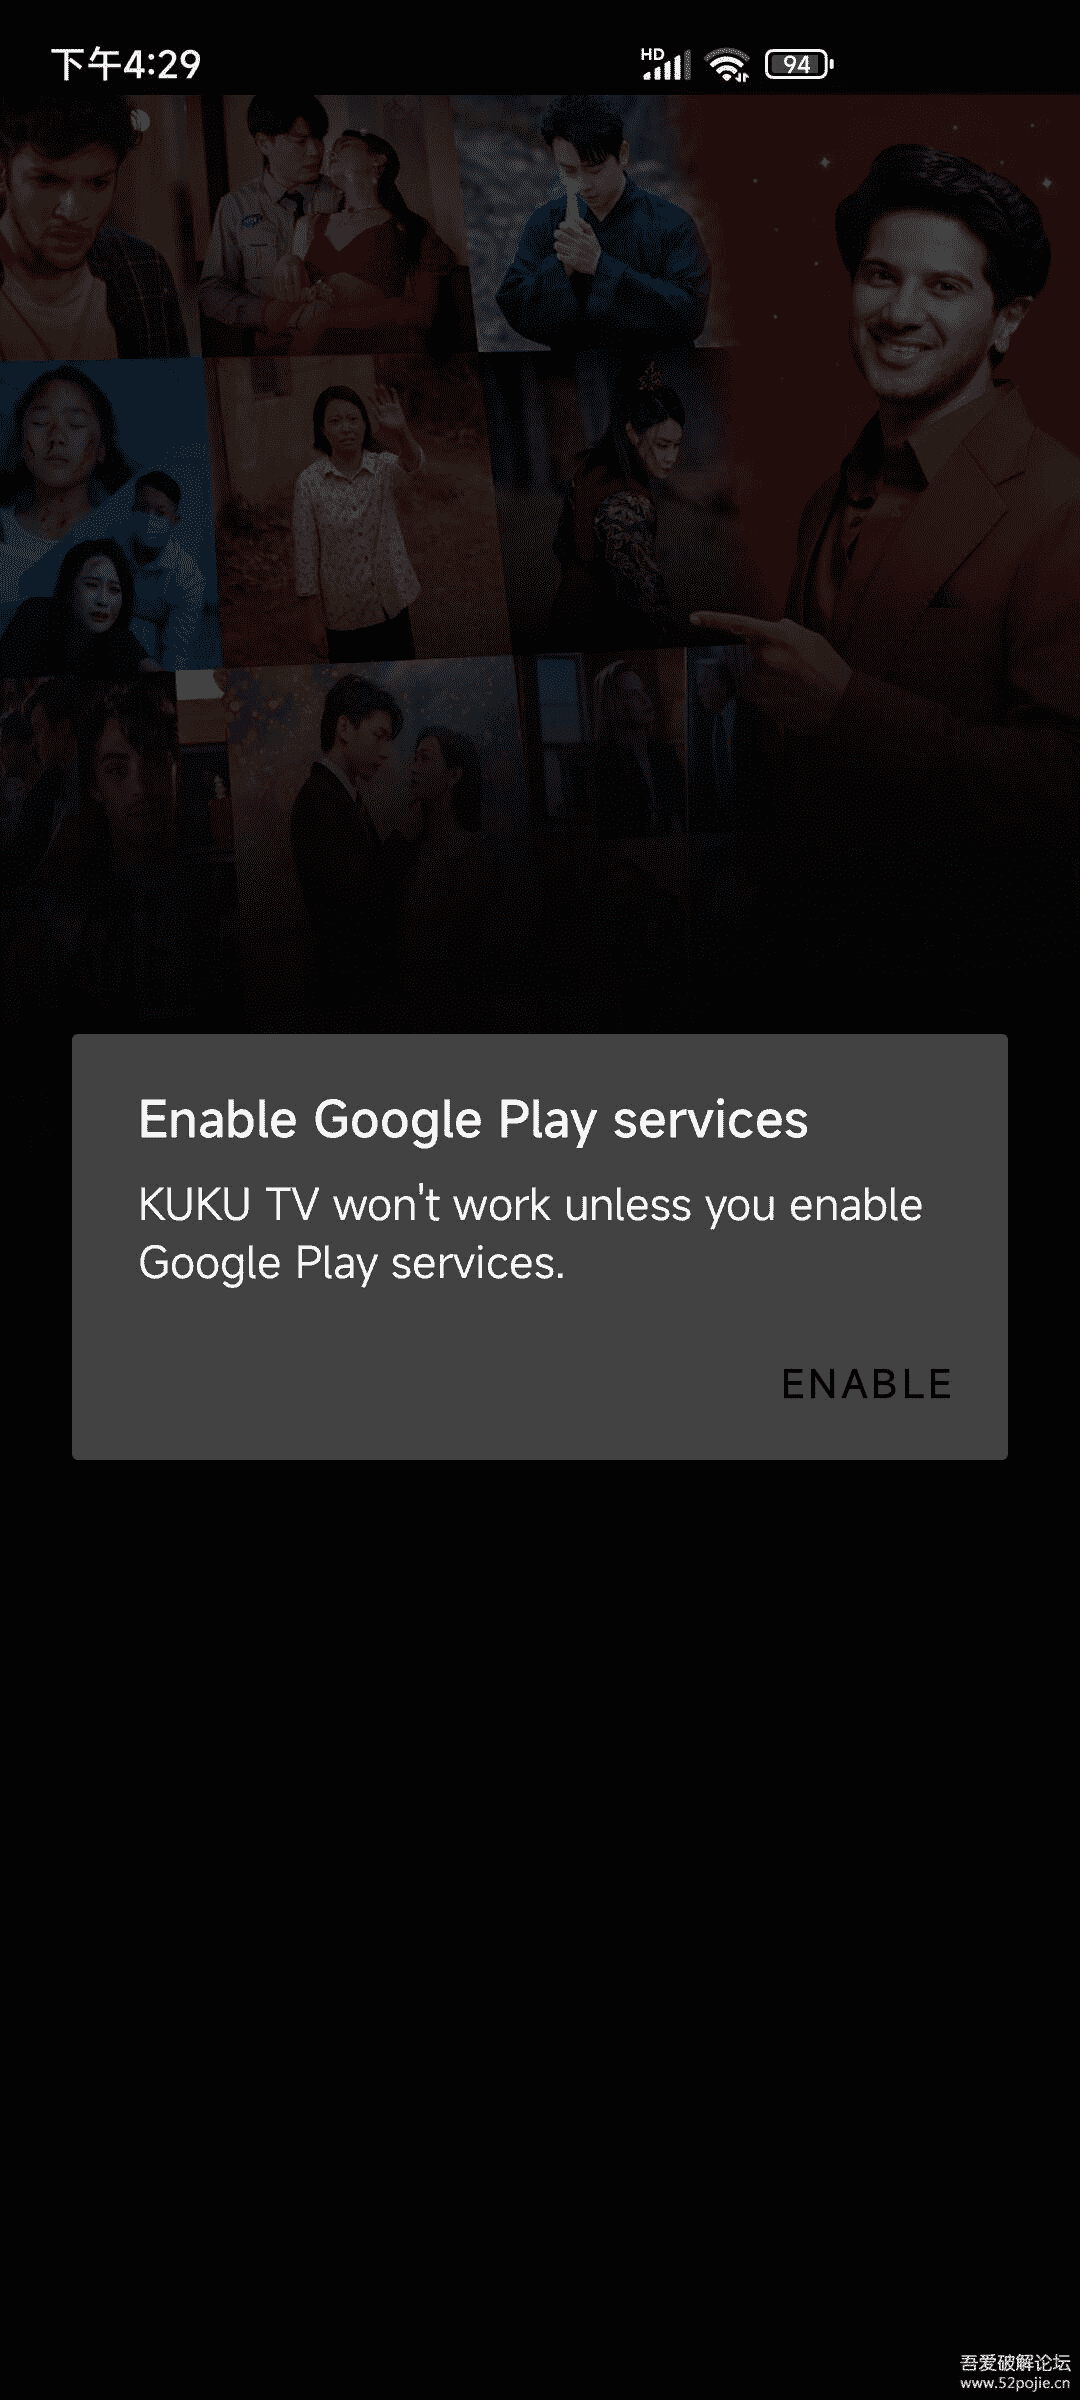 下午4:29
HD
94
Enable Google Play services
KUKU TV won't work unless you enable
Google Play services.
ENABLE
吾爱破解论坛
www.52pojie.cn